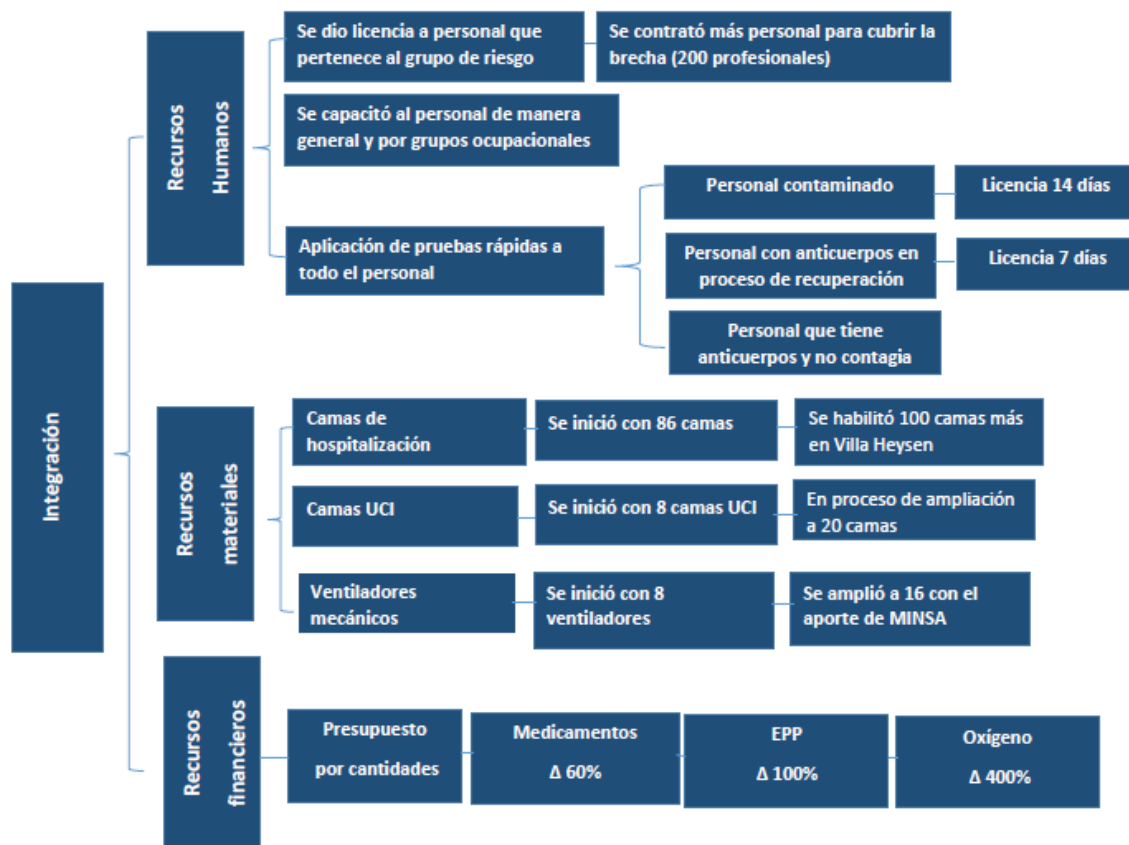 Integración
Recursos
Humanos
Se dio licencia a personal que
pertenece al grupo de riesgo
Se contrató más personal para cubrir la
brecha (200 profesionales)
Se capacitó al personal de manera
general y por grupos ocupacionales
Aplicación de pruebas rápidas a
todo el personal
Personal contaminado
Licencia 14 días
Personal con anticuerpos en
proceso de recuperación
Licencia 7 días
Personal que tiene
anticuerpos y no contagia
Recursos
materiales
Camas de
hospitalización
Se inició con 86 camas
Se habilitó 100 camas más
en Villa Heysen
Camas UCI
Se inició con 8 camas UCI
En proceso de ampliación
a 20 camas
Ventiladores
mecánicos
Se inició con 8
ventiladores
Se amplió a 16 con el
aporte de MINSA
Recursos
financieros
Presupuesto
por cantidades
Medicamentos
Δ 60%
EPP
Δ 100%
Oxígeno
Δ 400%